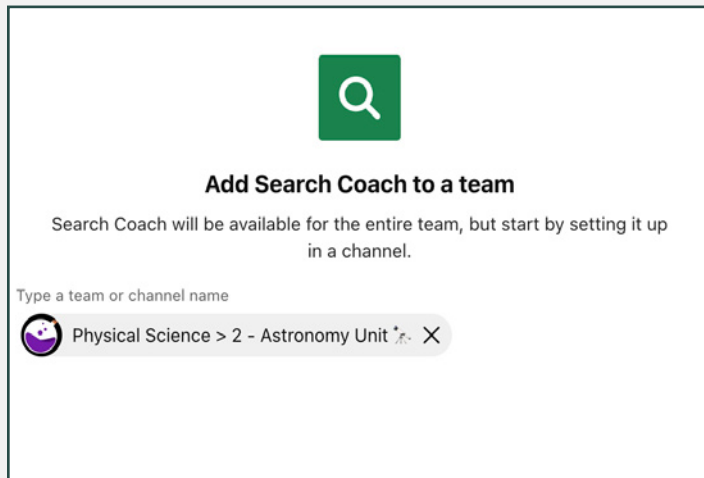 Add Search Coach to a team
Search Coach will be available for the entire team, but start by setting it up
in a channel.
Type a team or channel name
Physical Science > 2 - Astronomy Unit